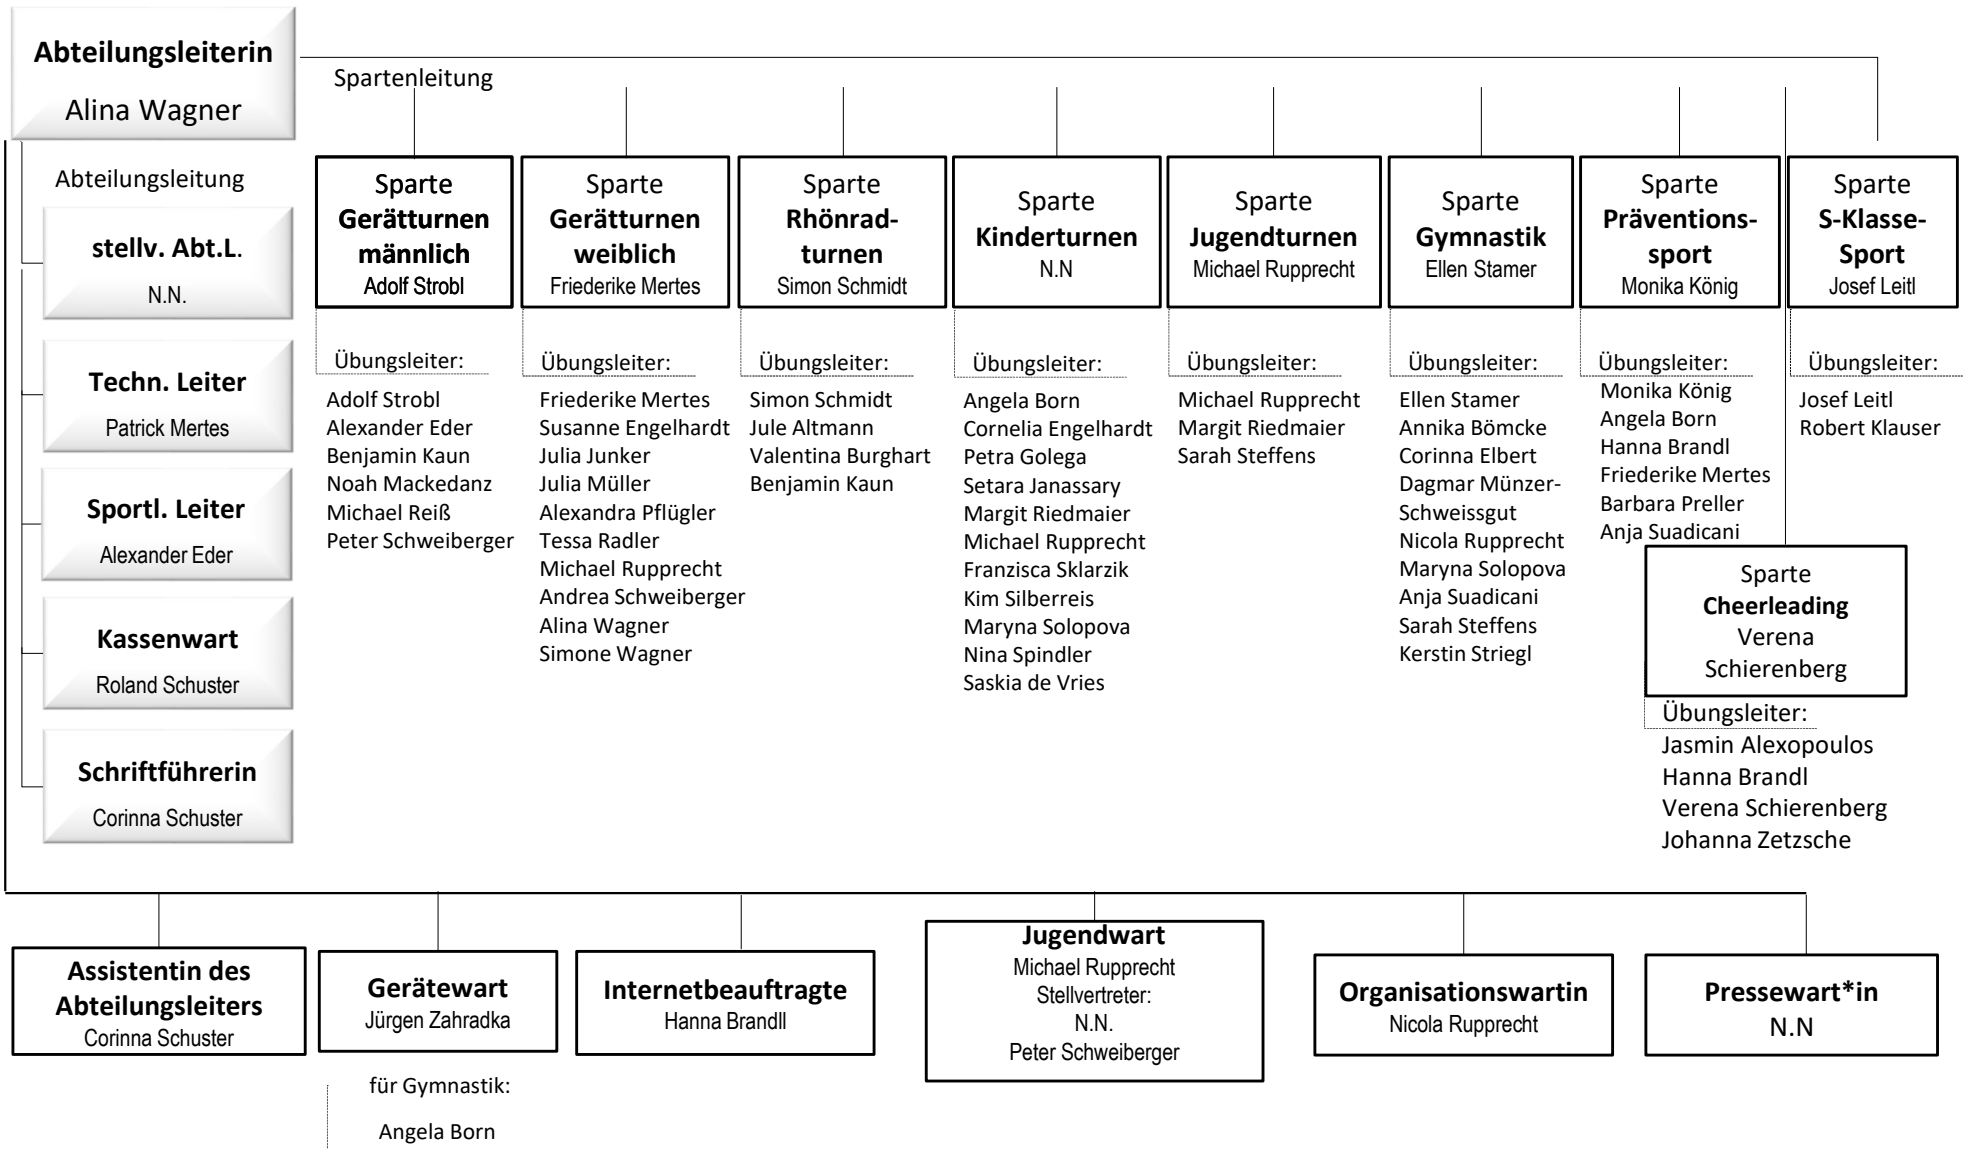 Abteilungsleiterin
Alina Wagner
Spartenleitung
Abteilungsleitung
stellv. Abt.L.
N.N.
Techn. Leiter
Patrick Mertes
Sportl. Leiter
Alexander Eder
Kassenwart
Roland Schuster
Schriftführerin
Corinna Schuster
Sparte
Gerätturnen
männlich
Adolf Strobl
Übungsleiter:
Adolf Strobl
Alexander Eder
Benjamin Kaun
Noah Mackedanz
Michael Reiß
Peter Schweiberger
Sparte
Gerätturnen
weiblich
Friederike Mertes
Übungsleiter:
Friederike Mertes
Susanne Engelhardt
Julia Junker
Julia Müller
Alexandra Pflügler
Tessa Radler
Michael Rupprecht
Andrea Schweiberger
Alina Wagner
Simone Wagner
Sparte
Rhönrad-
turnen
Simon Schmidt
Übungsleiter:
Simon Schmidt
Jule Altmann
Valentina Burghart
Benjamin Kaun
Sparte
Kinderturnen
N.N
Übungsleiter:
Angela Born
Cornelia Engelhardt
Petra Golega
Setara Janassary
Margit Riedmaier
Michael Rupprecht
Franzisca Sklarzik
Kim Silberreis
Maryna Solopova
Nina Spindler
Saskia de Vries
Sparte
Jugendturnen
Michael Rupprecht
Übungsleiter:
Michael Rupprecht
Margit Riedmaier
Sarah Steffens
Sparte
Gymnastik
Ellen Stamer
Übungsleiter:
Ellen Stamer
Annika Bömcke
Corinna Elbert
Dagmar Münzer-
Schweissgut
Nicola Rupprecht
Maryna Solopova
Anja Suadicani
Sarah Steffens
Kerstin Striegl
Sparte
Präventions-
sport
Monika König
Übungsleiter:
Monika König
Angela Born
Hanna Brandl
Friederike Mertes
Barbara Preller
Anja Suadicani
Sparte
S-Klasse-
Sport
Josef Leitl
Übungsleiter:
Josef Leitl
Robert Klauser
Sparte
Cheerleading
Verena
Schierenberg
Übungsleiter:
Jasmin Alexopoulos
Hanna Brandl
Verena Schierenberg
Johanna Zetzsche
Assistentin des
Abteilungsleiters
Corinna Schuster
Gerätewart
Jürgen Zahradka
für Gymnastik:
Angela Born
Internetbeauftragte
Hanna Brandll
Jugendwart
Michael Rupprecht
Stellvertreter:
N.N.
Peter Schweiberger
Organisationswartin
Nicola Rupprecht
Pressewart*in
N.N